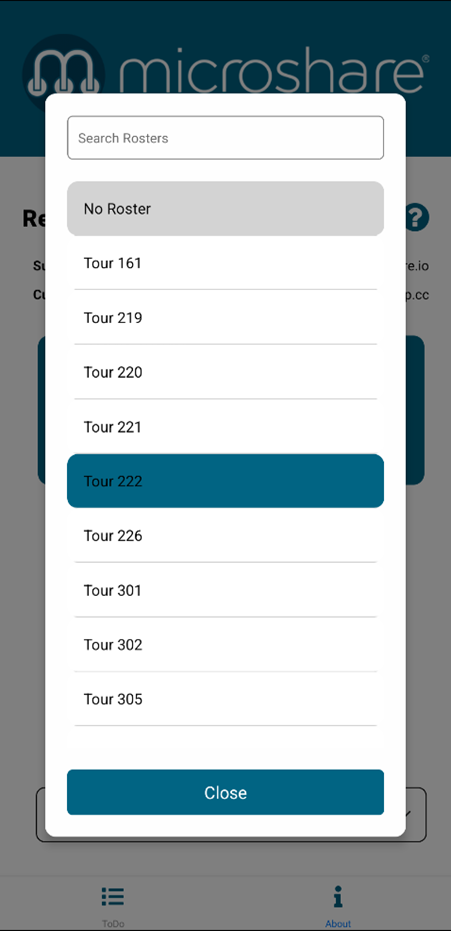 microshare®
Search Rosters
No Roster
Re
Tour 161
Su
re.io
Cu
p.cc
Tour 219
Tour 220
Tour 221
Tour 222
Tour 226
Tour 301
Tour 302
Tour 305
Close
ToDo
About